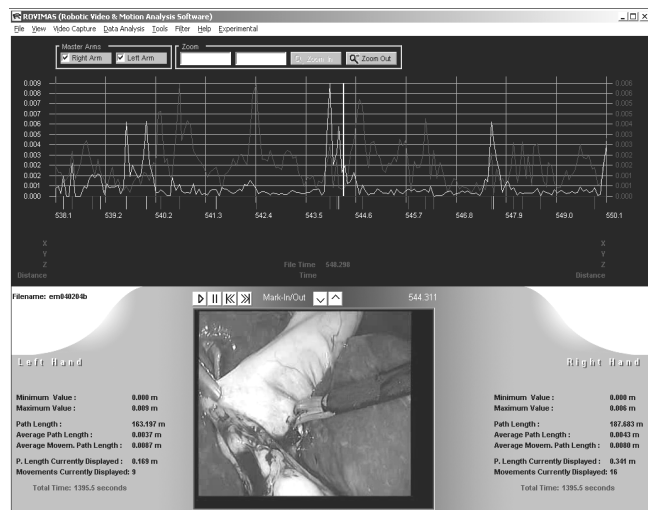 ROVIMAS (Robotic Video & Motion Analysis Software)
File View Video Capture Data Analysis Tools Filter Help Experimental
Master Arms
Right Arm Left Arm
Zoom
Zoom In Zoom Out
0.009 0.008
0.008 0.006
0.007 0.005
0.006 0.005
0.005 0.004
0.004 0.003
0.003 0.002
0.002 0.001
0.001 0.001
0.000 0.000
538.1 539.2 540.2 541.3 542.4 543.5 544.6 545.7 546.8 547.9 549.0 550.1
X X
Y Y
Z File Time 548.298 Z
Distance Time Distance
Filename: em040204b
Mark-In/Out 544.311
Left Hand
Right Hand
Minimum Value : 0.000 m
Maximum Value : 0.009 m
Path Length : 163.197 m
Average Path Length : 0.0037 m
Average Movem. Path Length : 0.0087 m
P. Length Currently Displayed : 0.169 m
Movements Currently Displayed: 9
Total Time: 1395.5 seconds
Minimum Value : 0.000 m
Maximum Value : 0.006 m
Path Length : 187.683 m
Average Path Length : 0.0043 m
Average Movem. Path Length : 0.0080 m
P. Length Currently Displayed : 0.341 m
Movements Currently Displayed: 16
Total Time: 1395.5 seconds